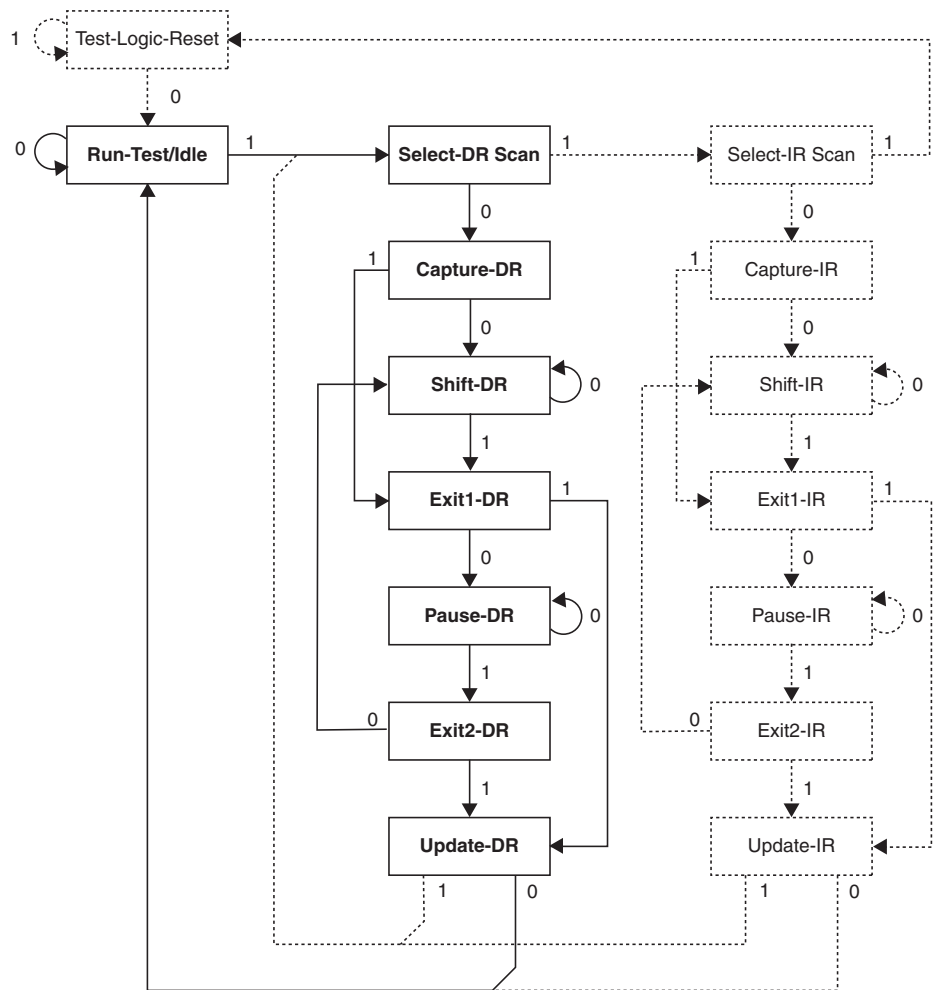 Test-Logic-Reset
1
0
0
Run-Test/Idle
1
Select-DR Scan
1
Select-IR Scan
1
0
0
1
Capture-DR
1
Capture-IR
0
0
Shift-DR
0
Shift-IR
0
1
1
Exit1-DR
1
Exit1-IR
1
0
0
Pause-DR
0
Pause-IR
0
1
1
0
Exit2-DR
0
Exit2-IR
1
1
Update-DR
Update-IR
1
0
1
0